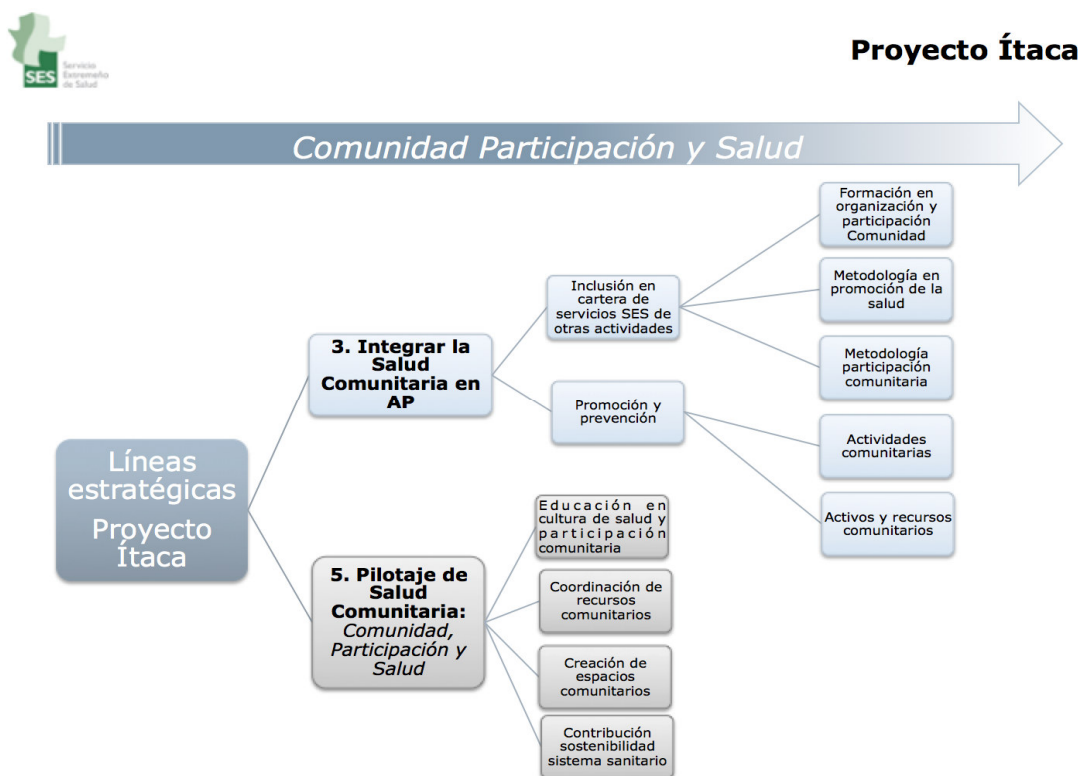 SES
Servicio
Extremeño
de Salud
Proyecto Ítaca
Comunidad Participación y Salud
Líneas
estratégicas
Proyecto
Ítaca
3. Integrar la
Salud
Comunitaria en
AP
Inclusión en
cartera de
servicios SES de
otras actividades
Formación en
organización y
participación
Comunidad
Metodología en
promoción de la
salud
Metodología
participación
comunitaria
Promoción y
prevención
Actividades
comunitarias
Activos y recursos
comunitarios
5. Pilotaje de
Salud
Comunitaria:
Comunidad,
Participación y
Salud
Educación en
cultura de salud y
participación
comunitaria
Coordinación de
recursos
comunitarios
Creación de
espacios
comunitarios
Contribución
sostenibilidad
sistema sanitario